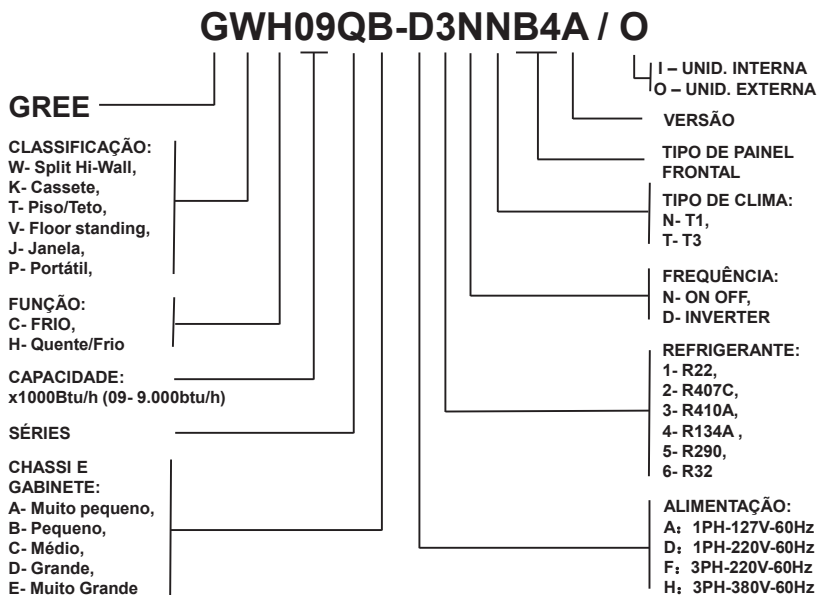 GWH09QB-D3NNB4A / O
GREE
CLASSIFICAÇÃO:
W- Split Hi-Wall,
K- Cassete,
T- Piso/Teto,
V- Floor standing,
J- Janela,
P- Portátil,
FUNÇÃO:
C- FRIO,
H- Quente/Frio
CAPACIDADE:
x1000Btu/h (09- 9.000btu/h)
SÉRIES
CHASSI E
GABINETE:
A- Muito pequeno,
B- Pequeno,
C- Médio,
D- Grande,
E- Muito Grande
I – UNID. INTERNA
O – UNID. EXTERNA
VERSÃO
TIPO DE PAINEL
FRONTAL
TIPO DE CLIMA:
N- T1,
T- T3
FREQUÊNCIA:
N- ON OFF,
D- INVERTER
REFRIGERANTE:
1- R22,
2- R407C,
3- R410A,
4- R134A ,
5- R290,
6- R32
ALIMENTAÇÃO:
A: 1PH-127V-60Hz
D: 1PH-220V-60Hz
F: 3PH-220V-60Hz
H: 3PH-380V-60Hz